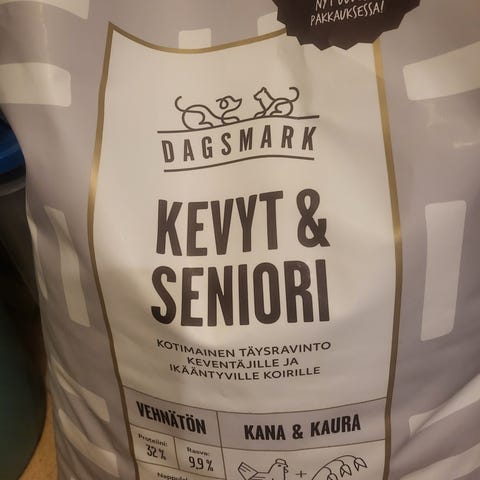 PAKKAUKSESSA!
DAGSMARK
KEVYT &
SENIORI
KOTIMAINEN TÄYSRAVINTO
KEVENTÄJILLE JA
IKÄÄNTYVILLE KOIRILLE
VEHNÄTÖN
KANA & KAURA
Proteiini:
32%
Rasva:
9,9%